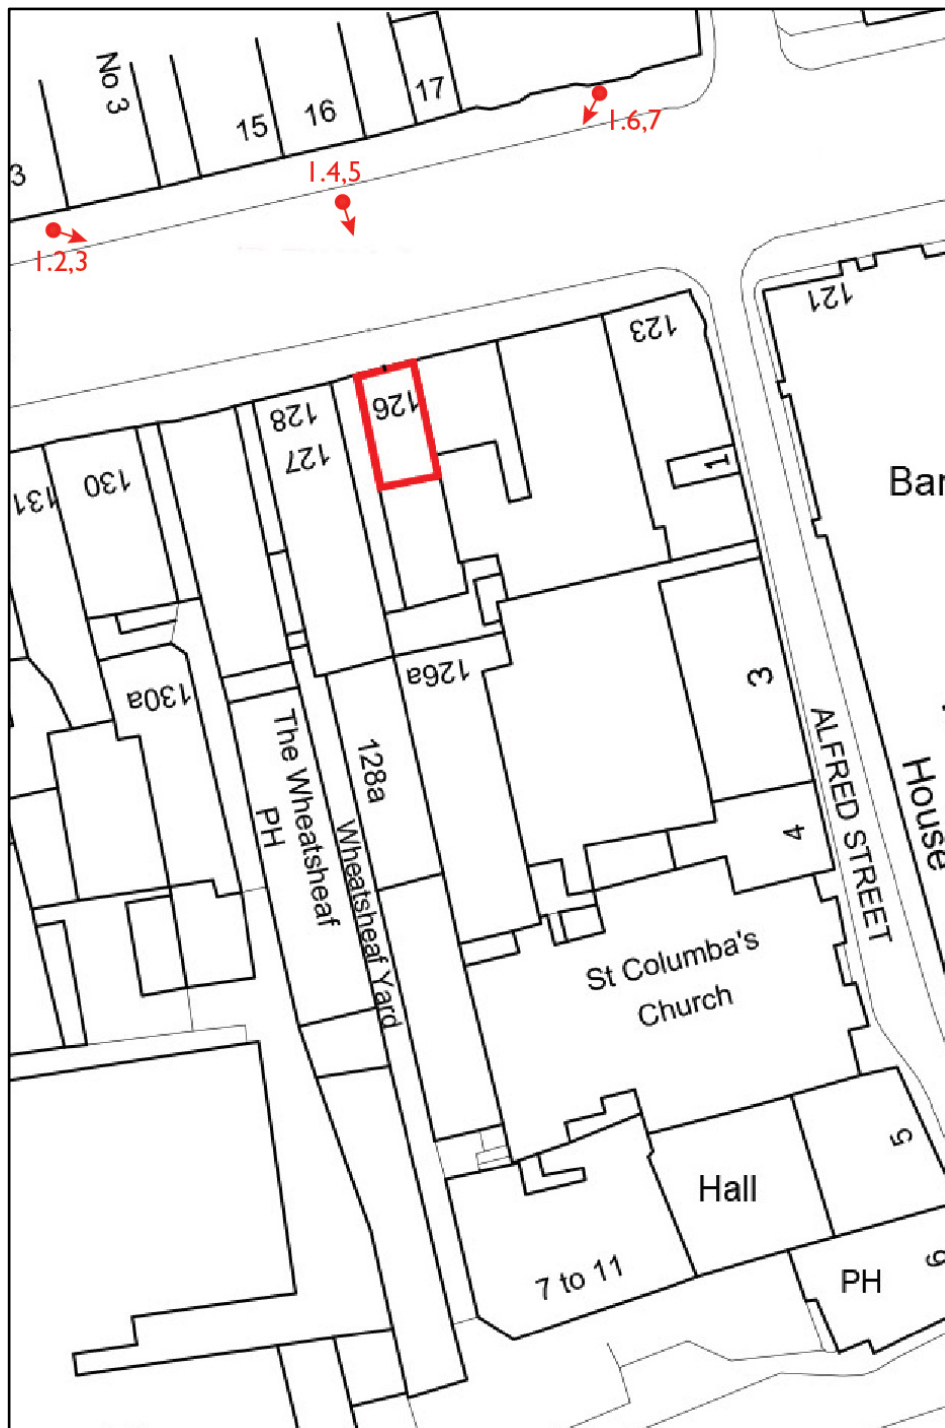 No 3
17
16
15
1.6,7
3
1.4,5
1.2,3
121
123
126
128
127
1
130
131
Bar
126a
3
130a
128a
The Wheatsheaf
PH
Wheatsheaf Yard
ALFRED STREET
House
4
St Columba's
Church
5
Hall
7 to 11
PH
6